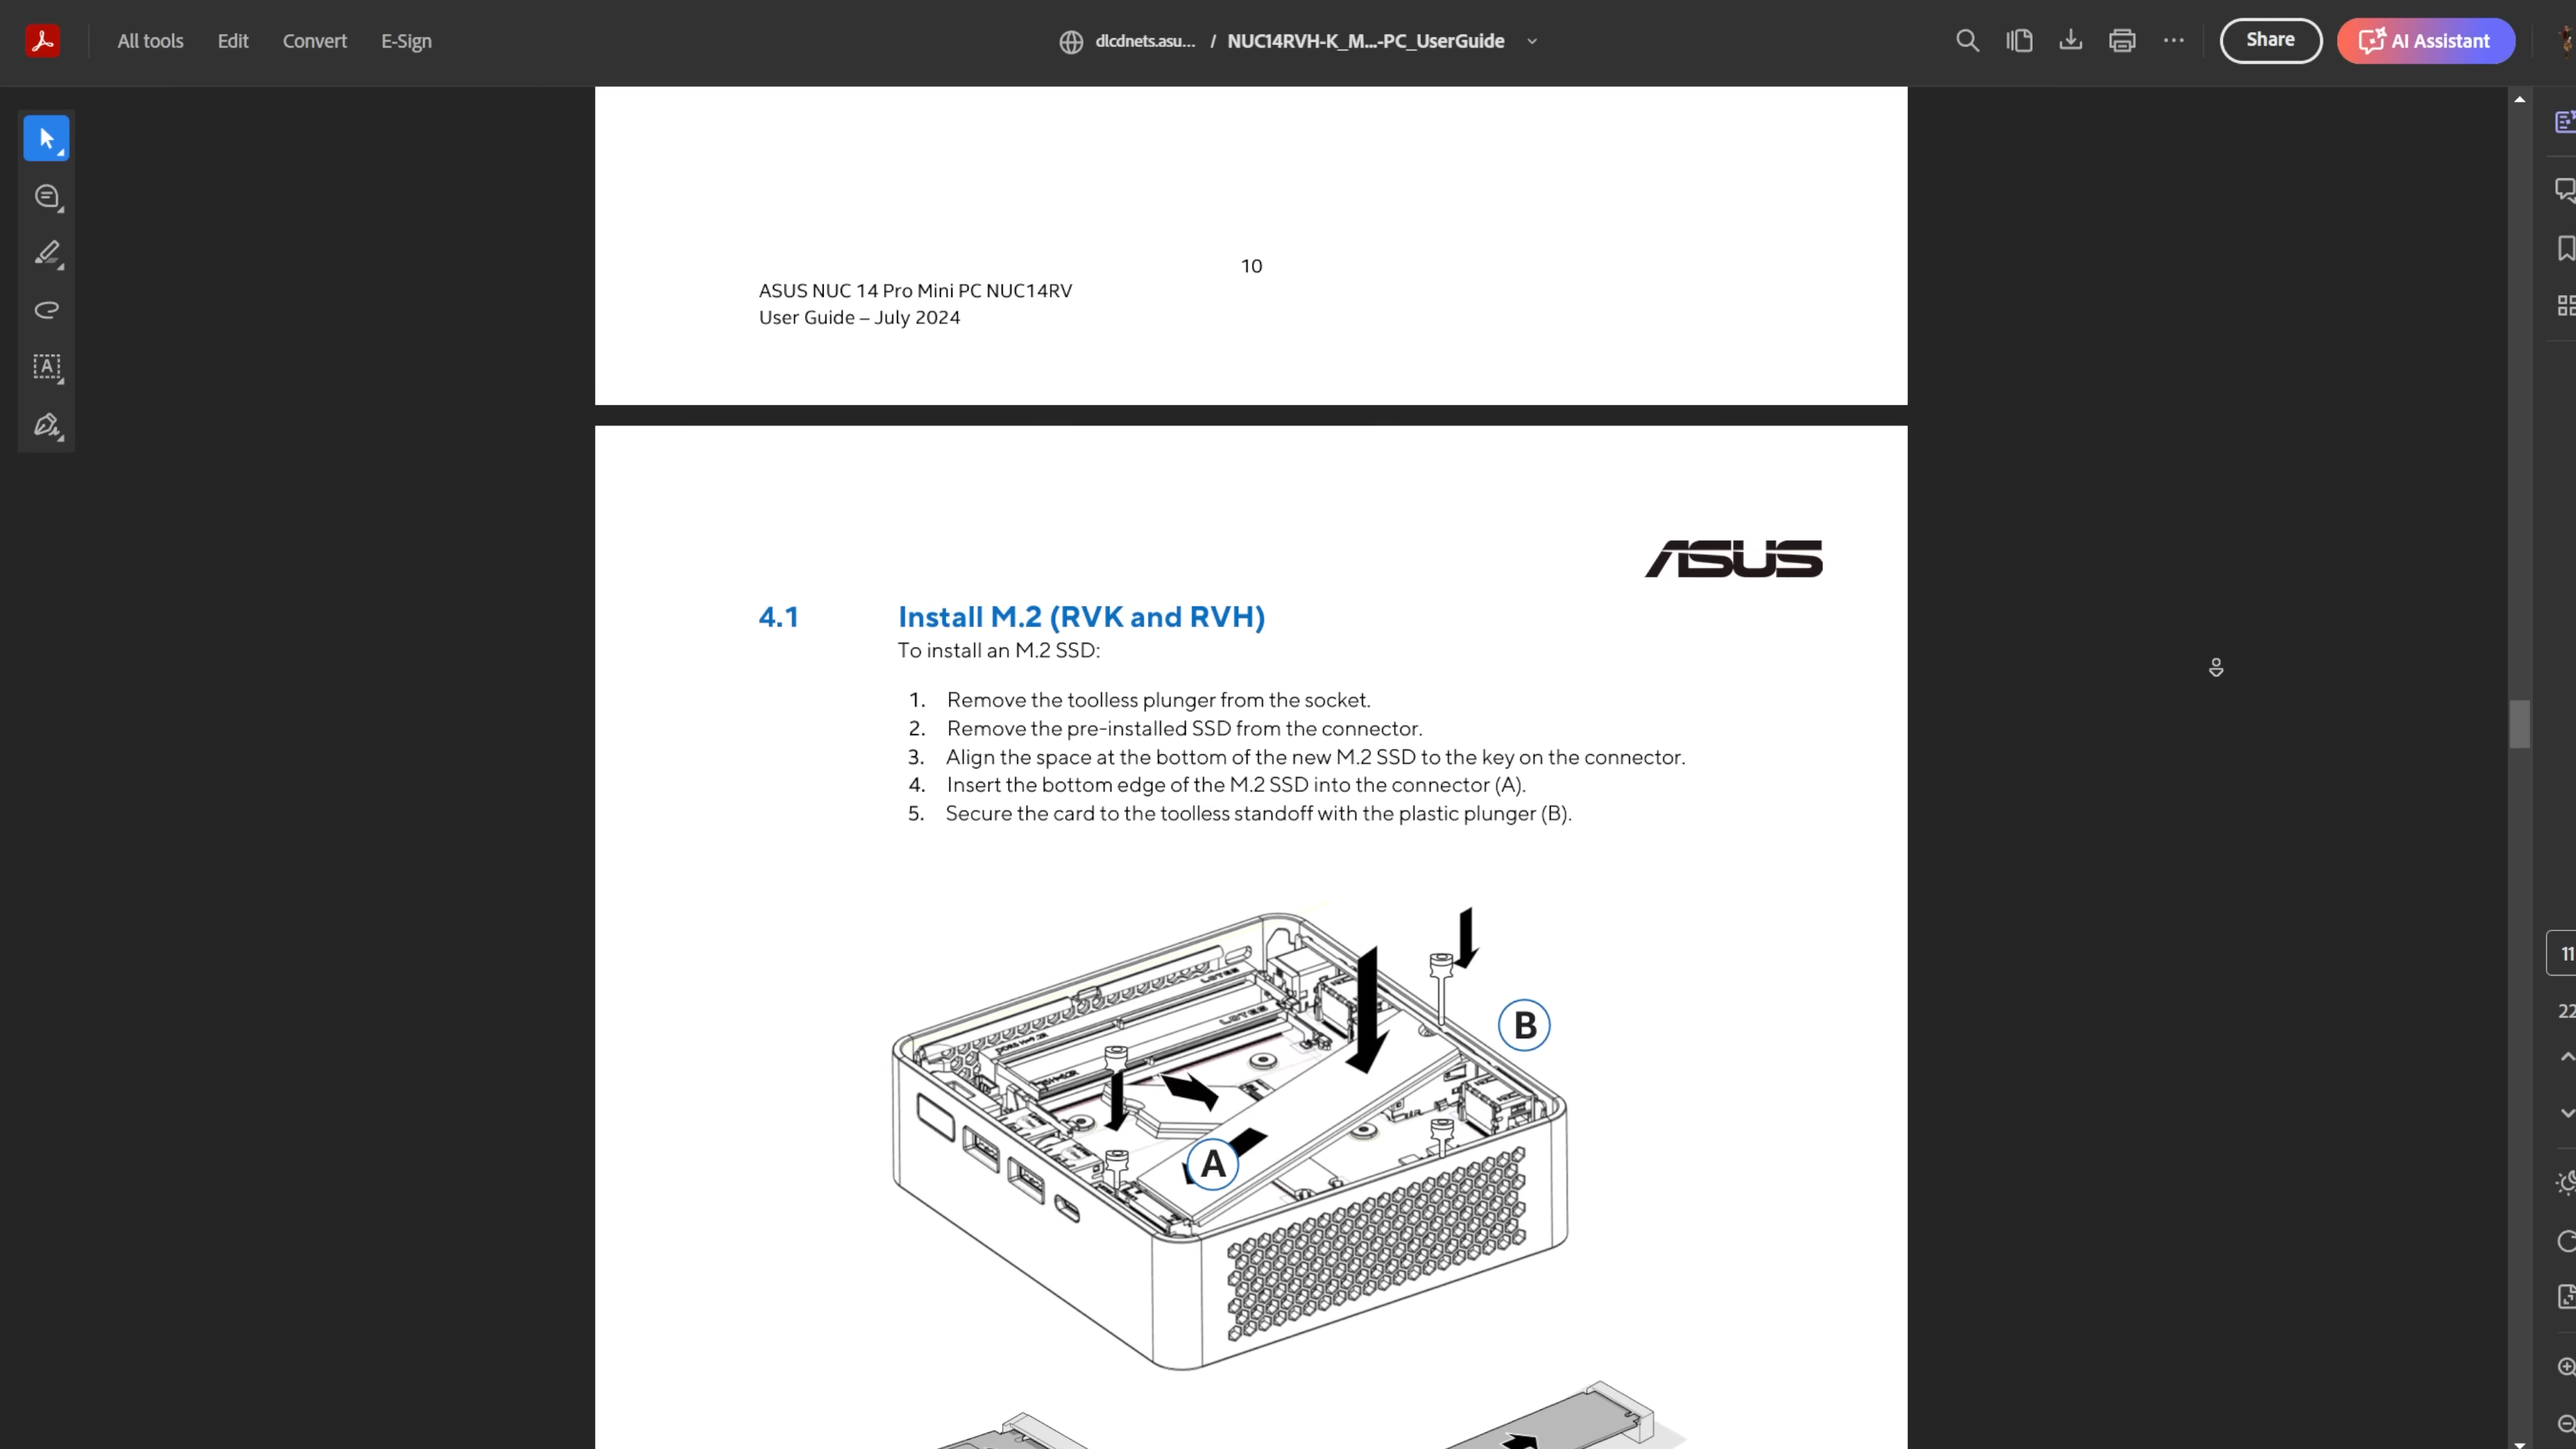 All tools
Edit
Convert
E-Sign
dlcdnets.asu... / NUC14RVH-K_M...-PC_UserGuide
Share
AI Assistant
10
ASUS NUC 14 Pro Mini PC NUC14RV
User Guide – July 2024
ASUS
4.1 Install M.2 (RVK and RVH)
To install an M.2 SSD:
1. Remove the toolless plunger from the socket.
2. Remove the pre-installed SSD from the connector.
3. Align the space at the bottom of the new M.2 SSD to the key on the connector.
4. Insert the bottom edge of the M.2 SSD into the connector (A).
5. Secure the card to the toolless standoff with the plastic plunger (B).
LOTES
LOTES
B
A
11
22